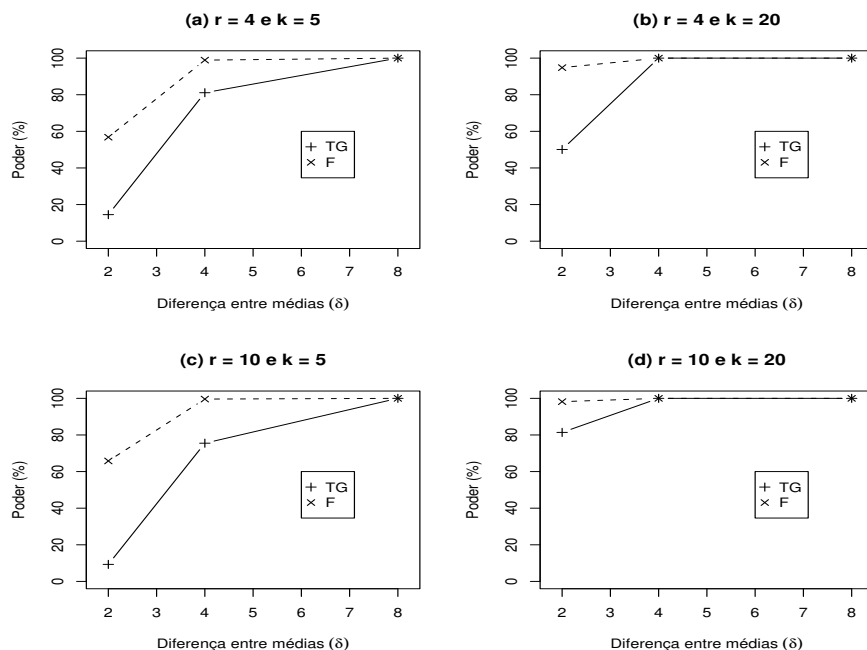 (a) r = 4 e k = 5
Poder (%)
0 20 40 60 80 100
TG
F
2 3 4 5 6 7 8
Diferença entre médias (δ)
(b) r = 4 e k = 20
Poder (%)
0 20 40 60 80 100
TG
F
2 3 4 5 6 7 8
Diferença entre médias (δ)
(c) r = 10 e k = 5
Poder (%)
0 20 40 60 80 100
TG
F
2 3 4 5 6 7 8
Diferença entre médias (δ)
(d) r = 10 e k = 20
Poder (%)
0 20 40 60 80 100
TG
F
2 3 4 5 6 7 8
Diferença entre médias (δ)